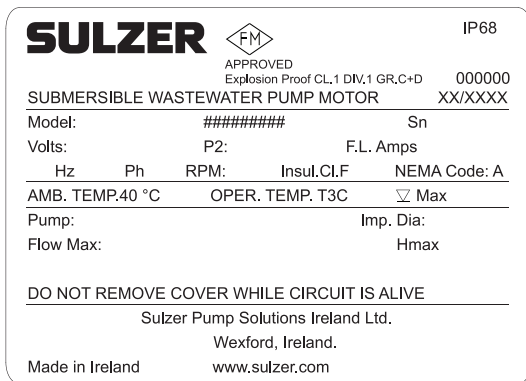 SULZER FM IP68
APPROVED
Explosion Proof CL.1 DIV.1 GR.C+D 000000
SUBMERSIBLE WASTEWATER PUMP MOTOR XX/XXXX
Model: ######### Sn
Volts: P2: F.L. Amps
Hz Ph RPM: Insul.Cl.F NEMA Code: A
AMB. TEMP.40 °C OPER. TEMP. T3C ▽ Max
Pump: Imp. Dia:
Flow Max: Hmax
DO NOT REMOVE COVER WHILE CIRCUIT IS ALIVE
Sulzer Pump Solutions Ireland Ltd.
Wexford, Ireland.
Made in Ireland www.sulzer.com